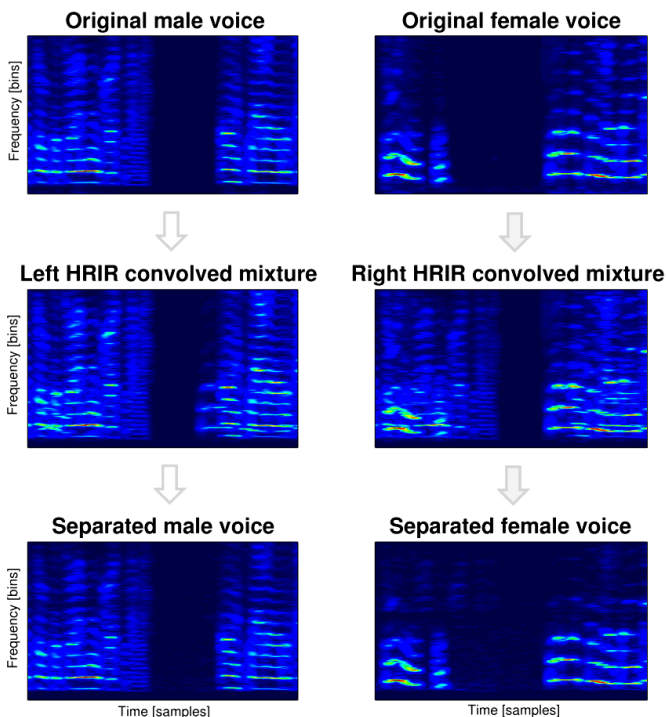 Original male voice
Original female voice
Frequency [bins]
Left HRIR convolved mixture
Right HRIR convolved mixture
Frequency [bins]
Separated male voice
Separated female voice
Frequency [bins]
Time [samples]
Time [samples]